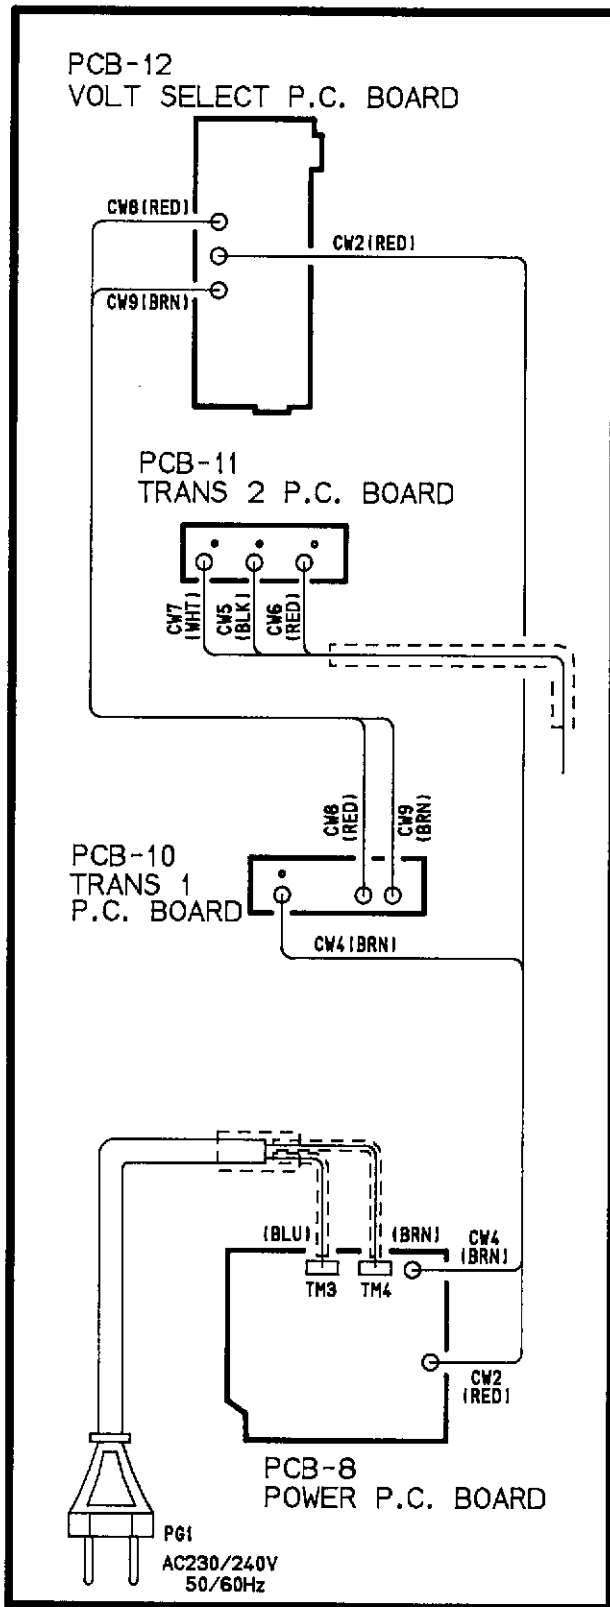 PCB-12
VOLT SELECT P.C. BOARD
CW8(RED)
CW2(RED)
CW9(BRN)
PCB-11
TRANS 2 P.C. BOARD
CW7
(WHT)
CW5
(BLK)
CW6
(RED)
CW8
(RED)
CW9
(BRN)
PCB-10
TRANS 1
P.C. BOARD
CW4(BRN)
(BLU)
(BRN)
CW4
(BRN)
TM3
TM4
CW2
(RED)
PCB-8
POWER P.C. BOARD
PG1
AC230/240V
50/60Hz